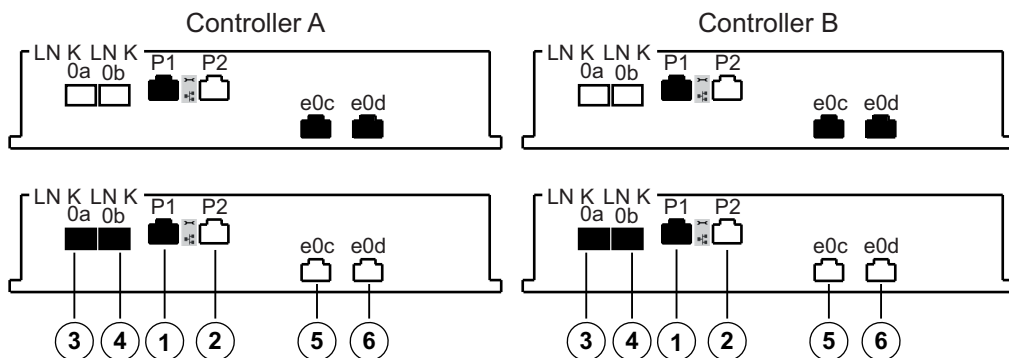 Controller A
Controller B
LN K LN K
0a 0b P1 P2
e0c e0d
LN K LN K
0a 0b P1 P2
e0c e0d
LN K LN K
0a 0b P1 P2
e0c e0d
LN K LN K
0a 0b P1 P2
e0c e0d
3 4 1 2 5 6
3 4 1 2 5 6